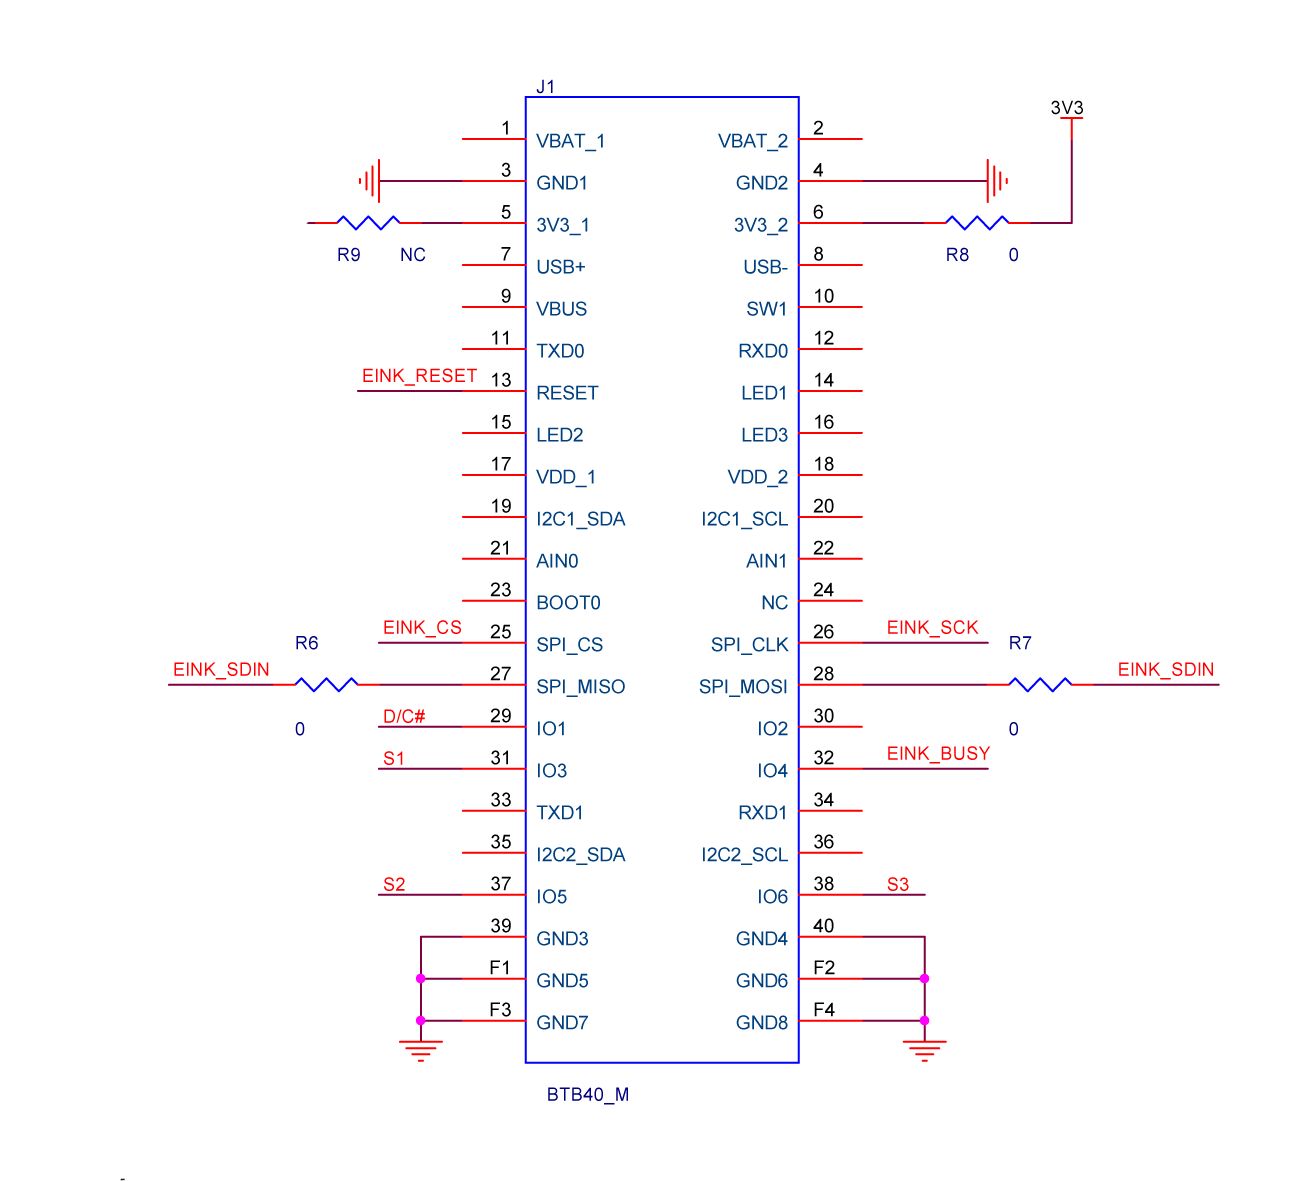 J1
3V3
1 VBAT_1 VBAT_2 2
3 GND1 GND2 4
5 3V3_1 3V3_2 6
R9 NC R8 0
7 USB+ USB- 8
9 VBUS SW1 10
11 TXD0 RXD0 12
EINK_RESET 13 RESET LED1 14
15 LED2 LED3 16
17 VDD_1 VDD_2 18
19 I2C1_SDA I2C1_SCL 20
21 AIN0 AIN1 22
23 BOOT0 NC 24
EINK_CS 25 SPI_CS SPI_CLK 26 EINK_SCK
R6 R7
EINK_SDIN 27 SPI_MISO SPI_MOSI 28 EINK_SDIN
0 0
D/C# 29 IO1 IO2 30
S1 31 IO3 IO4 32 EINK_BUSY
33 TXD1 RXD1 34
35 I2C2_SDA I2C2_SCL 36
S2 37 IO5 IO6 38 S3
39 GND3 GND4 40
F1 GND5 GND6 F2
F3 GND7 GND8 F4
BTB40_M
-